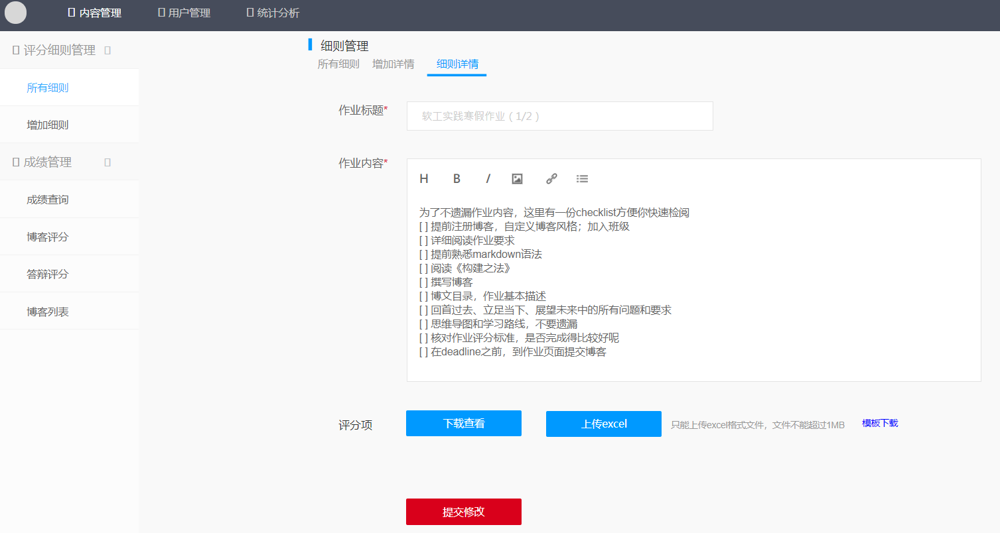 内容管理 用户管理 统计分析
评分细则管理
所有细则
增加细则
成绩管理
成绩查询
博客评分
答辩评分
博客列表
细则管理
所有细则 增加详情 细则详情
作业标题* 软工实践寒假作业（1/2）
作业内容*
H B I
为了不遗漏作业内容，这里有一份checklist方便你快速检阅
[ ] 提前注册博客，自定义博客风格；加入班级
[ ] 详细阅读作业要求
[ ] 提前熟悉markdown语法
[ ] 阅读《构建之法》
[ ] 撰写博客
[ ] 博文目录，作业基本描述
[ ] 回首过去、立足当下、展望未来中的所有问题和要求
[ ] 思维导图和学习路线，不要遗漏
[ ] 核对作业评分标准，是否完成得比较好呢
[ ] 在deadline之前，到作业页面提交博客
评分项 下载查看 上传excel 只能上传excel格式文件，文件不能超过1MB 模板下载
提交修改